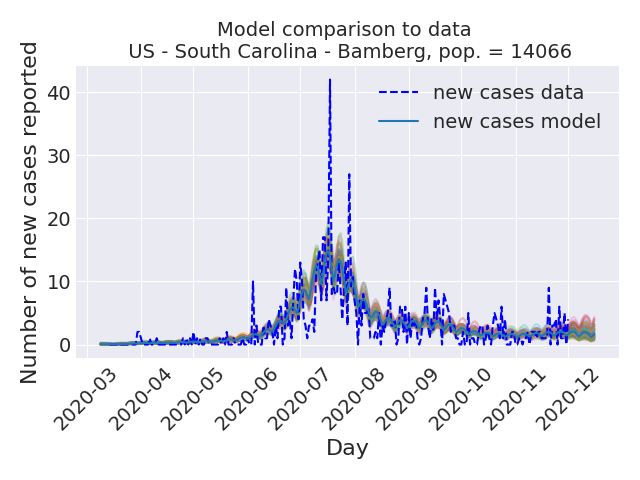 Model comparison to data
US - South Carolina - Bamberg, pop. = 14066
Number of new cases reported
40
30
20
10
0
new cases data
new cases model
2020-03
2020-04
2020-05
2020-06
2020-07
2020-08
2020-09
2020-10
2020-11
2020-12
Day